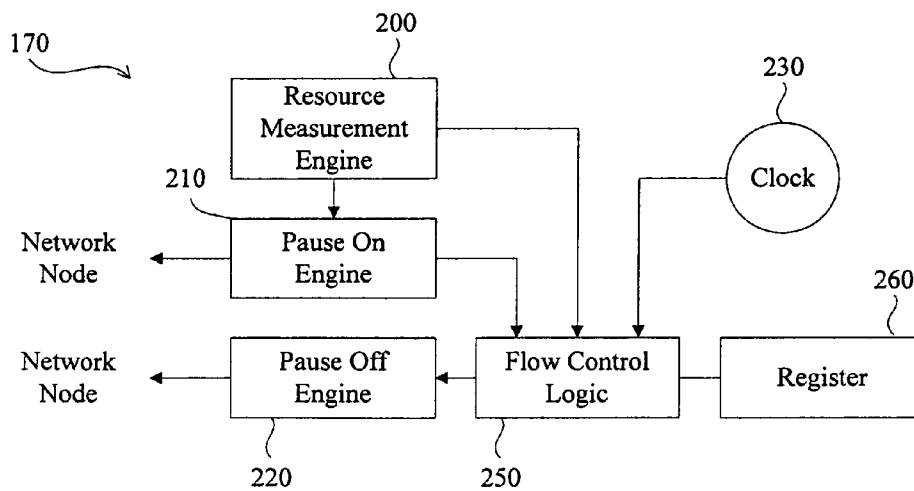 170
200
Resource
Measurement
Engine
230
Clock
210
Network
Node
Pause On
Engine
260
Network
Node
Pause Off
Engine
Flow Control
Logic
Register
220
250